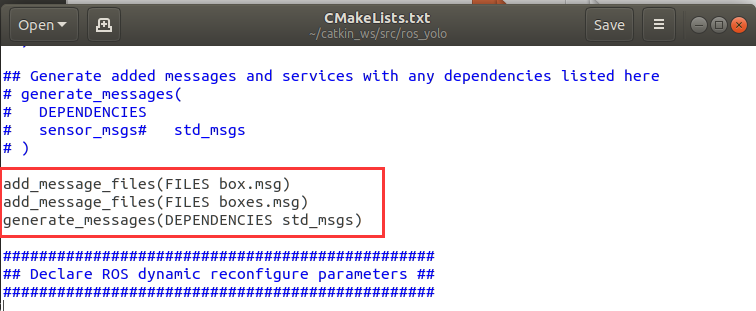 Open
CMakeLists.txt
~/catkin_ws/src/ros_yolo
Save
## Generate added messages and services with any dependencies listed here
# generate_messages(
#   DEPENDENCIES
#   sensor_msgs#   std_msgs
# )
add_message_files(FILES box.msg)
add_message_files(FILES boxes.msg)
generate_messages(DEPENDENCIES std_msgs)
################################################
## Declare ROS dynamic reconfigure parameters ##
################################################